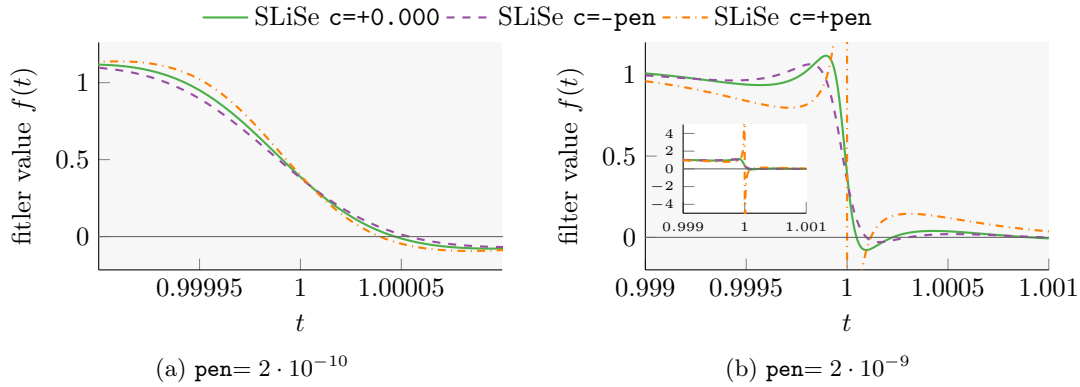 SLiSe c=+0.000 SLiSe c=-pen SLiSe c=+pen
fitler value f(t)
1
0.5
0
0.99995 1 1.00005
t
(a) pen= 2 · 10^{-10}
filter value f(t)
1
0.5
0
4
2
0
−2
−4
0.999 1 1.001
0.999 0.9995 1 1.0005 1.001
t
(b) pen= 2 · 10^{-9}